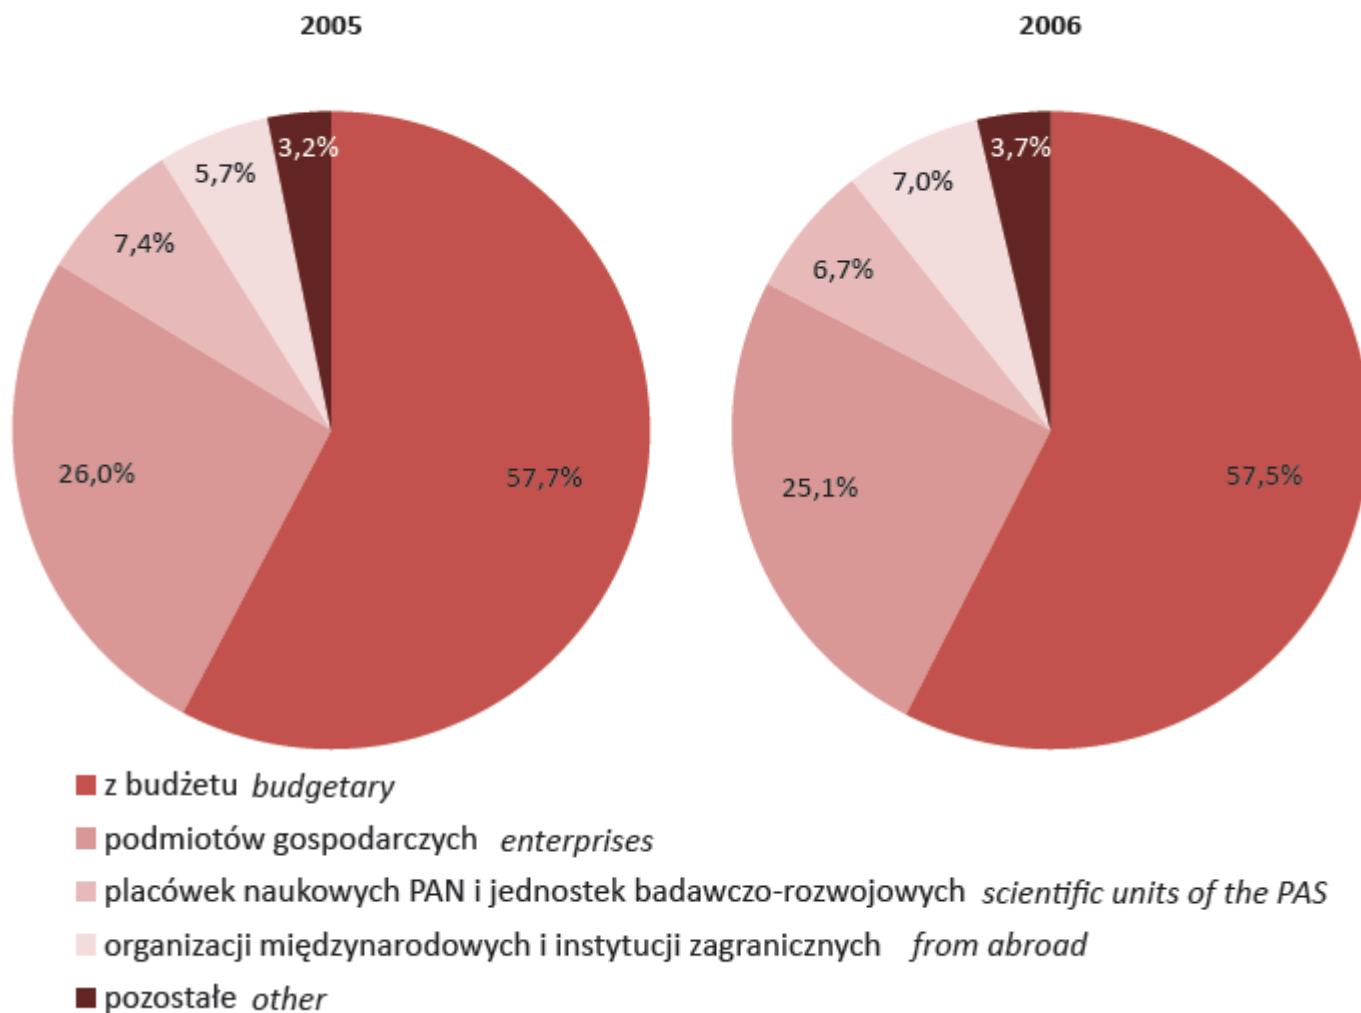 2005
2006
3,2%
5,7%
7,4%
26,0%
57,7%
3,7%
7,0%
6,7%
25,1%
57,5%
z budżetu budgetary
podmiotów gospodarczych enterprises
placówek naukowych PAN i jednostek badawczo-rozwojowych scientific units of the PAS
organizacji międzynarodowych i instytucji zagranicznych from abroad
pozostałe other